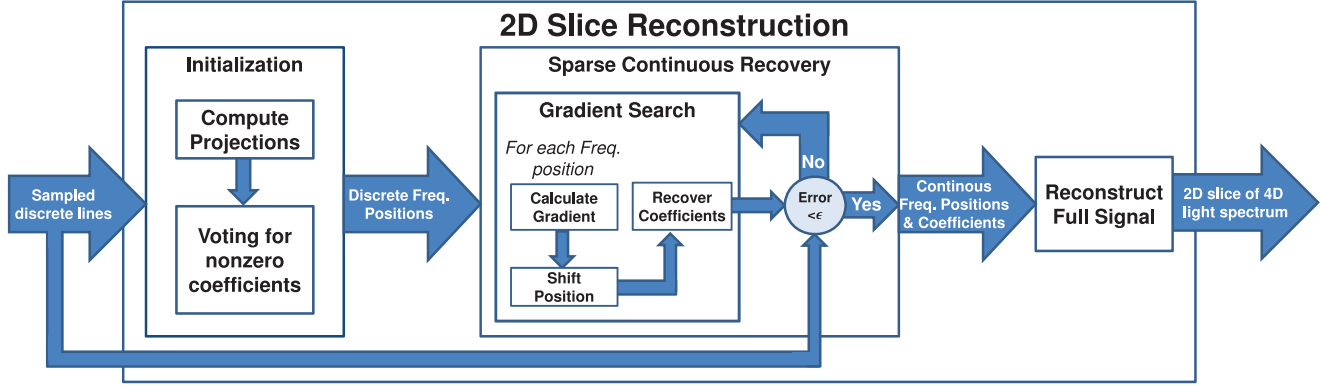 2D Slice Reconstruction
Sampled
discrete lines
Initialization
Compute
Projections
Voting for
nonzero
coefficients
Discrete Freq.
Positions
Sparse Continuous Recovery
Gradient Search
For each Freq.
position
Calculate
Gradient
Shift
Position
Recover
Coefficients
No
Error
<ϵ
Yes
Continous
Freq. Positions
& Coefficients
Reconstruct
Full Signal
2D slice of 4D
light spectrum